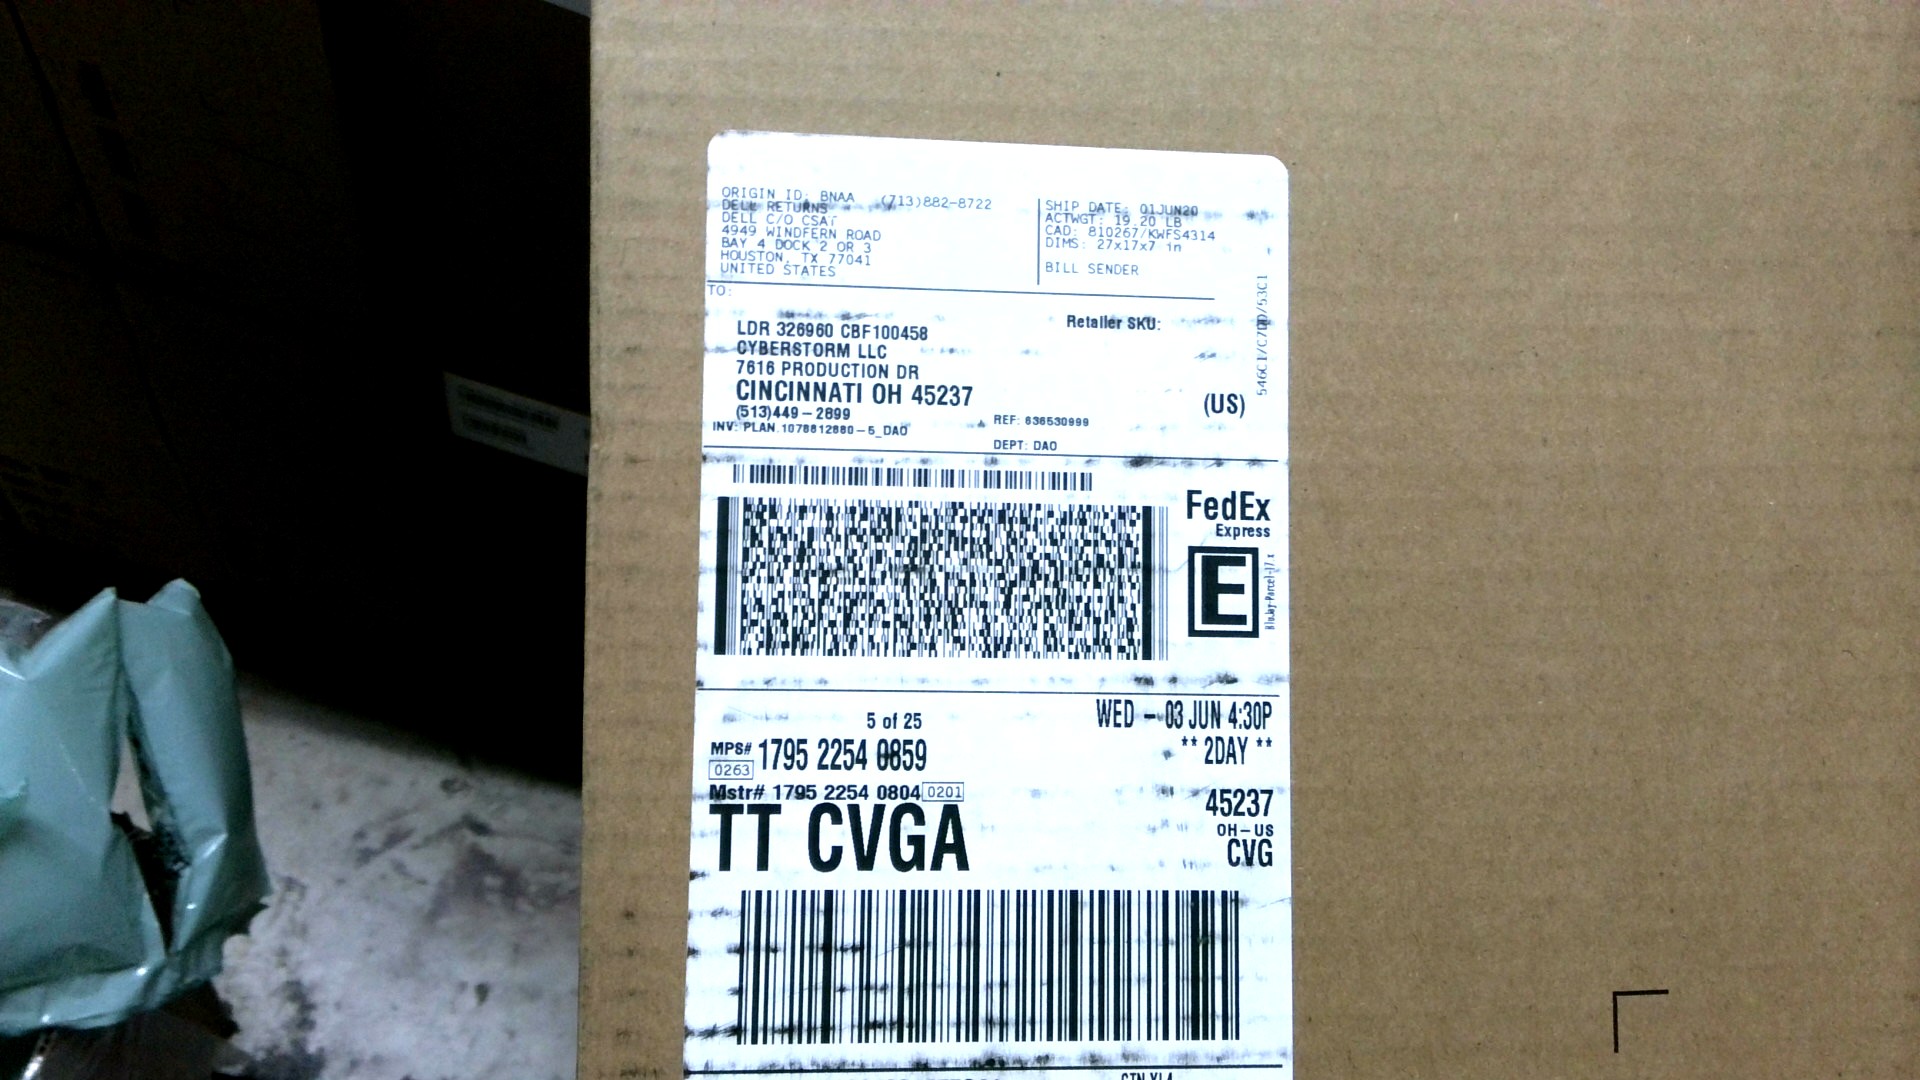 ORIGIN ID: BNAA (713)882-8722
DELL RETURNS
DELL C/O CSAT
4949 WINDFERN ROAD
BAY 4 DOCK 2 OR 3
HOUSTON, TX 77041
UNITED STATES
SHIP DATE: 01JUN20
ACTWGT: 19.20 LB
CAD: 810267/KWFS4314
DIMS: 27x17x7 in
BILL SENDER
TO:
LDR 326960 CBF100458
CYBERSTORM LLC
7616 PRODUCTION DR
CINCINNATI OH 45237
(513)449-2899
Retailer SKU:
(US)
546C1/C7DD/53C1
INV: PLAN.1078812880-5_DAO
REF: 636530999
DEPT: DAO
FedEx
Express
E
5 of 25
MPS# 1795 2254 0859
0263
Mstr# 1795 2254 0804 0201
TT CVGA
WED - 03 JUN 4:30P
** 2DAY **
45237
OH-US
CVG